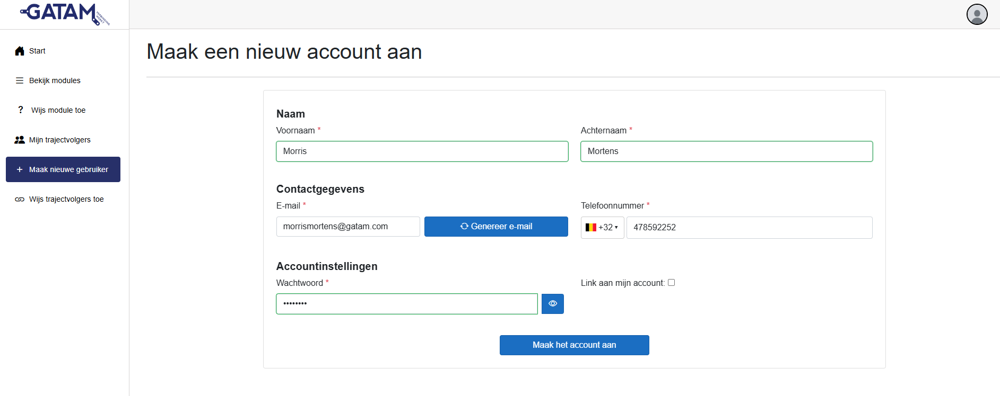 GATAM
VERBINDING
WERKT
Start
Bekijk modules
? Wijs module toe
Mijn trajectvolgers
+ Maak nieuwe gebruiker
Wijs trajectvolgers toe
Maak een nieuw account aan
Naam
Voornaam * Achternaam *
Morris Mortens
Contactgegevens
E-mail * Telefoonnummer *
morrismortens@gatam.com Genereer e-mail +32 ▾ 478592252
Accountinstellingen
Wachtwoord * Link aan mijn account:
••••••••
Maak het account aan